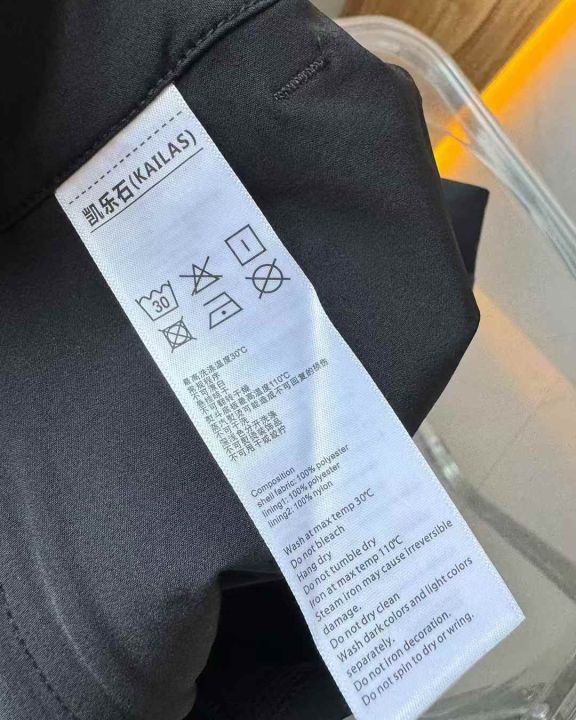 凯乐石(KAILAS)
30
最高洗涤温度30℃
常规程序
不可漂白
悬挂晾干
不可翻转干燥
熨斗底板最高温度110℃
蒸汽熨烫可能造成不可回复的损伤
不可干洗
深浅色分开洗涤
不可熨烫装饰品
不可甩干或拧
Composition
shell fabric: 100% polyester
lining1: 100% polyester
lining2: 100% nylon
Wash at max temp 30℃
Do not bleach
Hang dry
Do not tumble dry
Iron at max temp 110℃
Steam iron may cause irreversible
damage.
Do not dry clean
Wash dark colors and light colors
separately.
Do not iron decoration.
Do not spin to dry or wring.